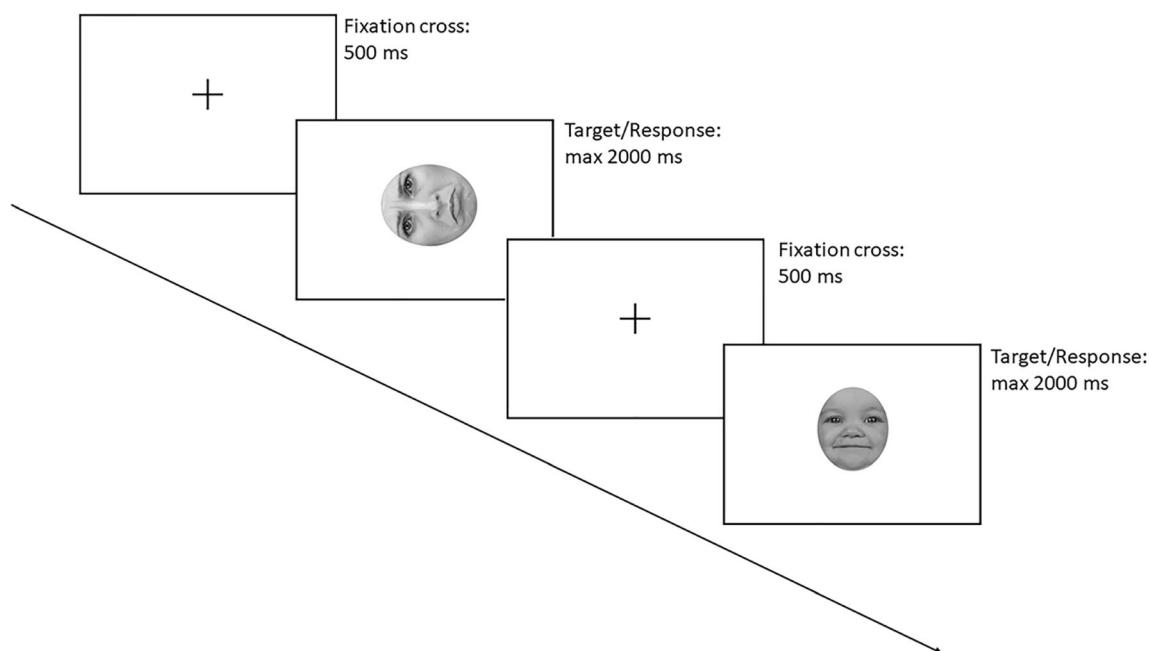 Fixation cross:
500 ms
Target/Response:
max 2000 ms
Fixation cross:
500 ms
Target/Response:
max 2000 ms